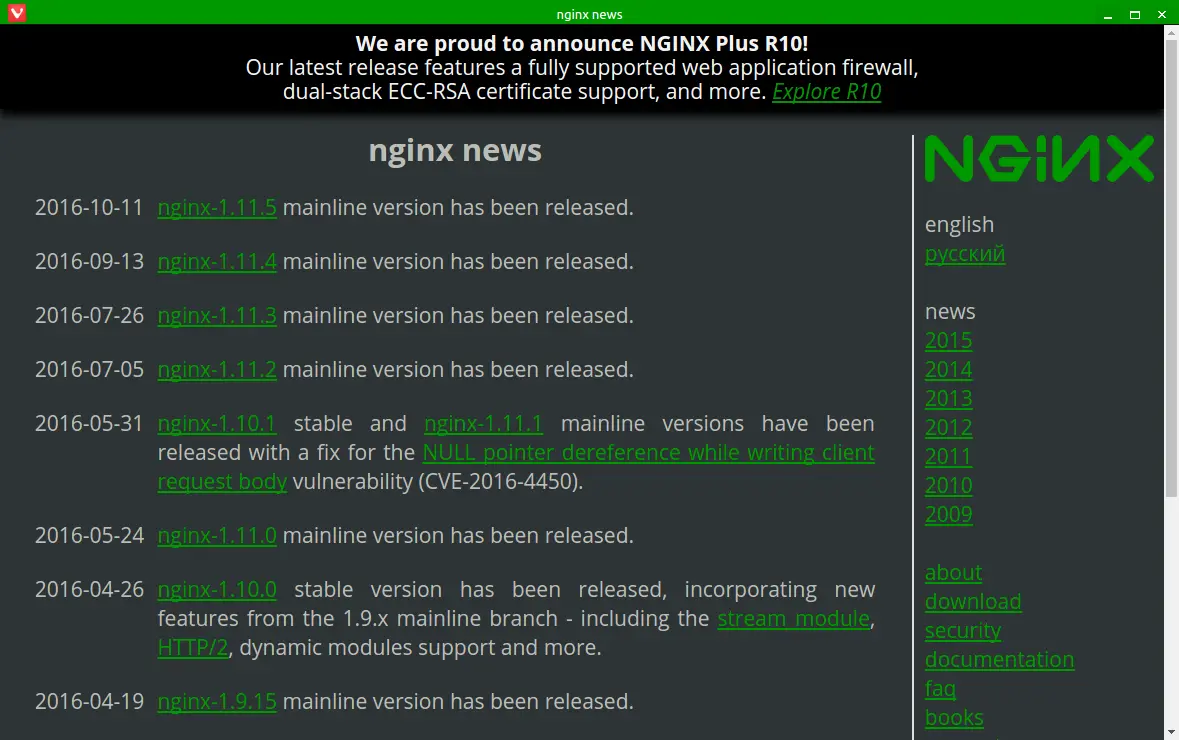 nginx news
We are proud to announce NGINX Plus R10!
Our latest release features a fully supported web application firewall,
dual-stack ECC-RSA certificate support, and more. Explore R10
nginx news
2016-10-11 nginx-1.11.5 mainline version has been released.
2016-09-13 nginx-1.11.4 mainline version has been released.
2016-07-26 nginx-1.11.3 mainline version has been released.
2016-07-05 nginx-1.11.2 mainline version has been released.
2016-05-31 nginx-1.10.1 stable and nginx-1.11.1 mainline versions have been
released with a fix for the NULL pointer dereference while writing client
request body vulnerability (CVE-2016-4450).
2016-05-24 nginx-1.11.0 mainline version has been released.
2016-04-26 nginx-1.10.0 stable version has been released, incorporating new
features from the 1.9.x mainline branch - including the stream module,
HTTP/2, dynamic modules support and more.
2016-04-19 nginx-1.9.15 mainline version has been released.
NGiNX
english
русский
news
2015
2014
2013
2012
2011
2010
2009
about
download
security
documentation
faq
books